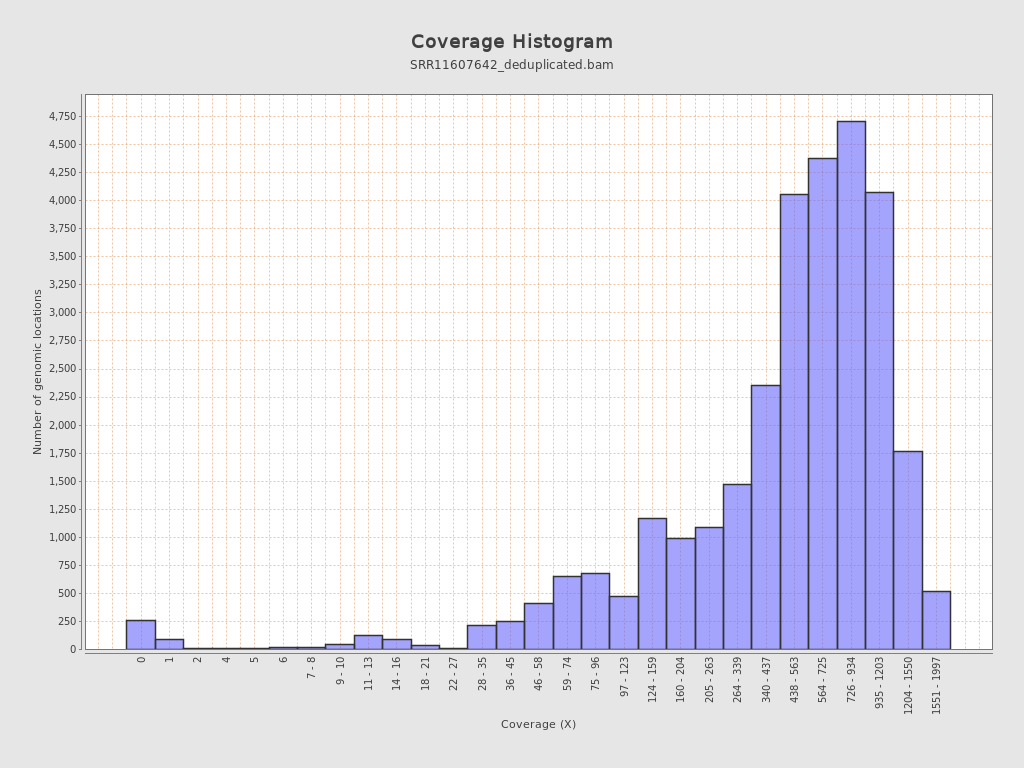 Coverage Histogram
SRR11607642_deduplicated.bam
Number of genomic locations
4,750
4,500
4,250
4,000
3,750
3,500
3,250
3,000
2,750
2,500
2,250
2,000
1,750
1,500
1,250
1,000
750
500
250
0
0
1
2
4
5
6
7 - 8
9 - 10
11 - 13
14 - 16
18 - 21
22 - 27
28 - 35
36 - 45
46 - 58
59 - 74
75 - 96
97 - 123
124 - 159
160 - 204
205 - 263
264 - 339
340 - 437
438 - 563
564 - 725
726 - 934
935 - 1203
1204 - 1550
1551 - 1997
Coverage (X)